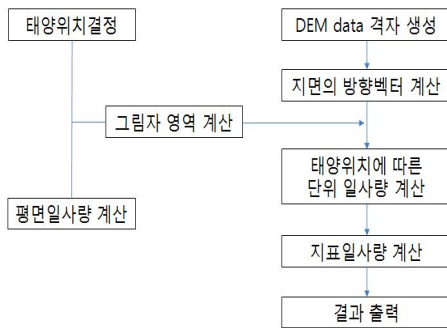 태양위치결정
DEM data 격자 생성
지면의 방향벡터 계산
그림자 영역 계산
태양위치에 따른
단위 일사량 계산
평면일사량 계산
지표일사량 계산
결과 출력